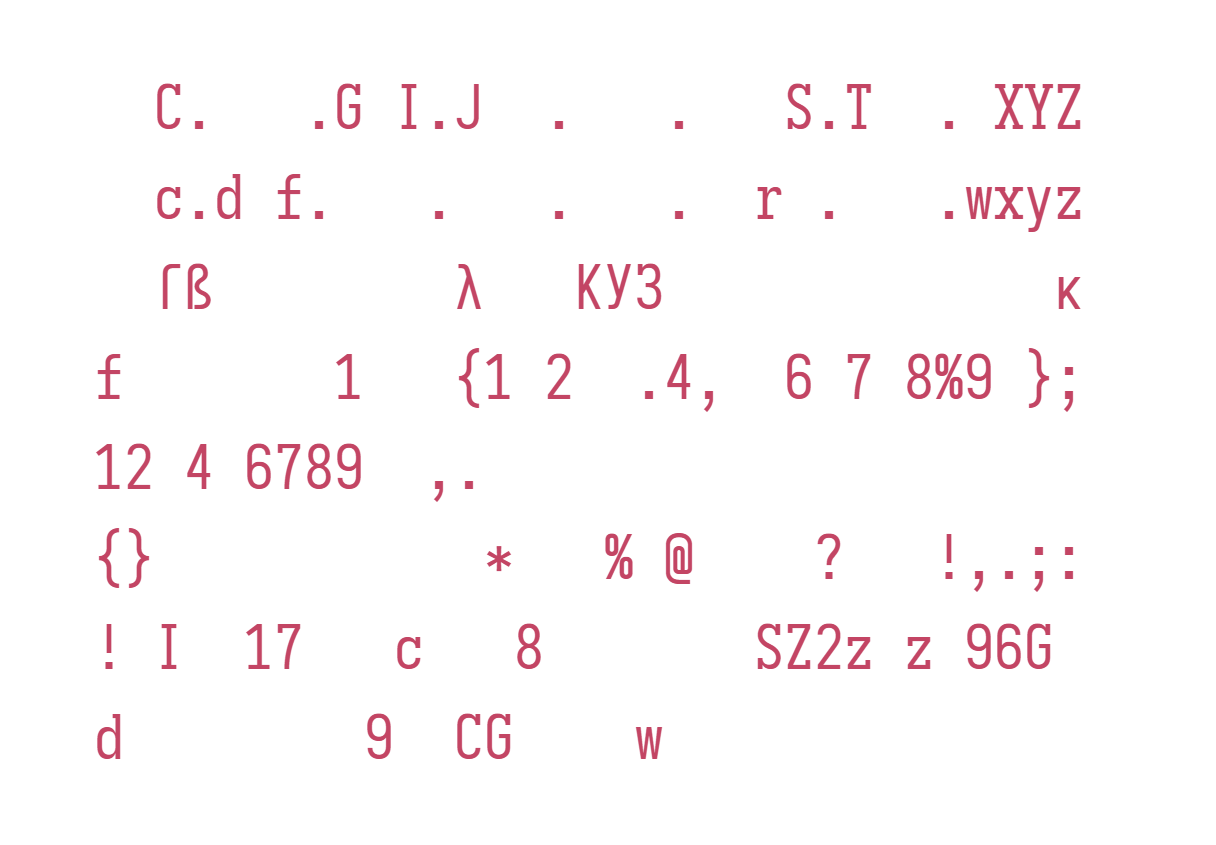 C.   .G I.J  .   .   S.T  . XYZ
c.d f.   .   .   .  r .   .wxyz
Γß        λ   КУЗ             к
f       1   {1 2  .4,  6 7 8%9 };
12 4 6789  ,.
{}           *   % @    ?   !,.;:
! I  17   c   8       SZ2z z 96G
d        9  CG    w